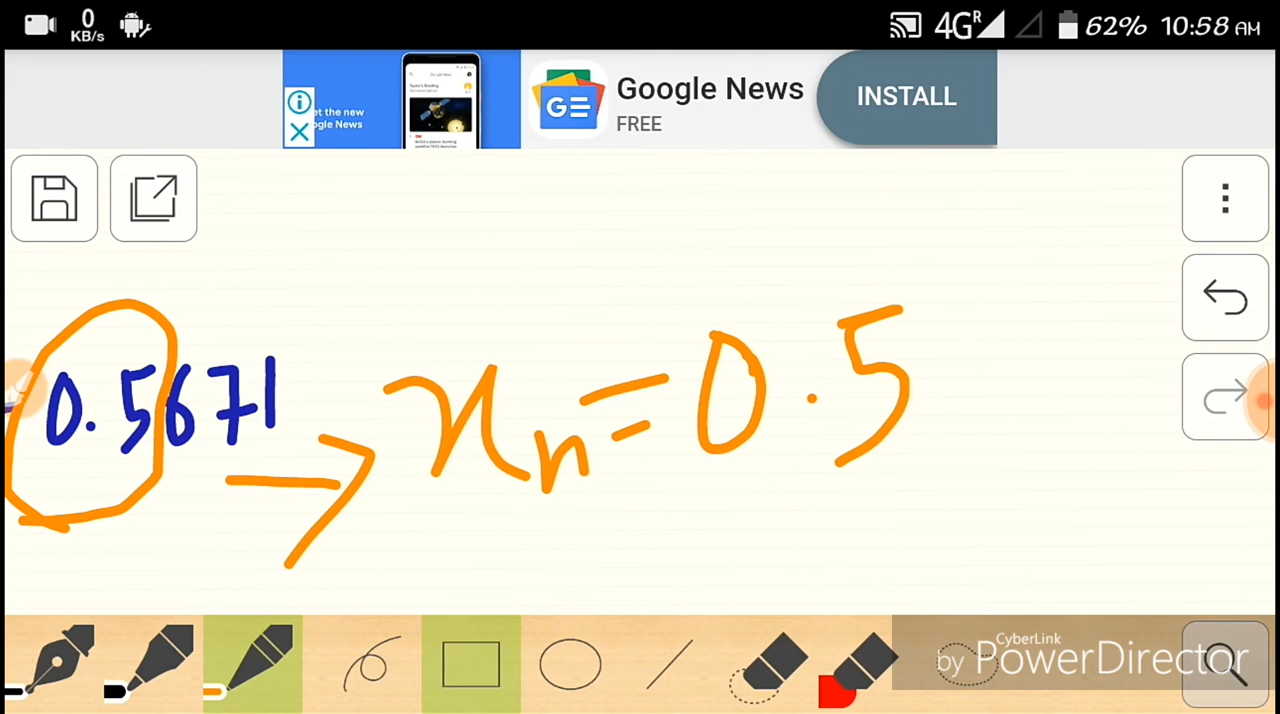 0 KB/s 4G R 62% 10:58 AM
et the new
ogle News
Google News
FREE
INSTALL
GE
0.5671 → xₙ = 0.5
CyberLink
by PowerDirector